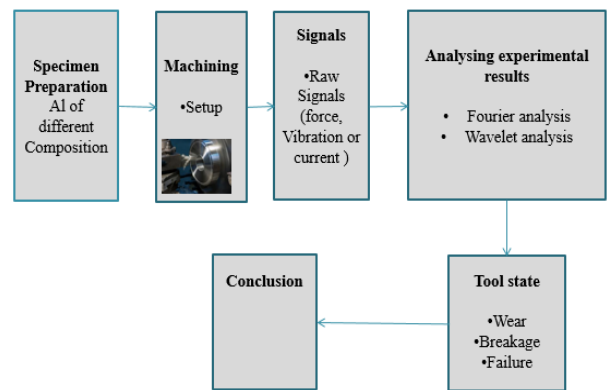 Specimen
Preparation
Al of
different
Composition
Machining
•Setup
Signals
•Raw
Signals
(force,
Vibration or
current )
Analysing experimental
results
• Fourier analysis
• Wavelet analysis
Tool state
•Wear
•Breakage
•Failure
Conclusion